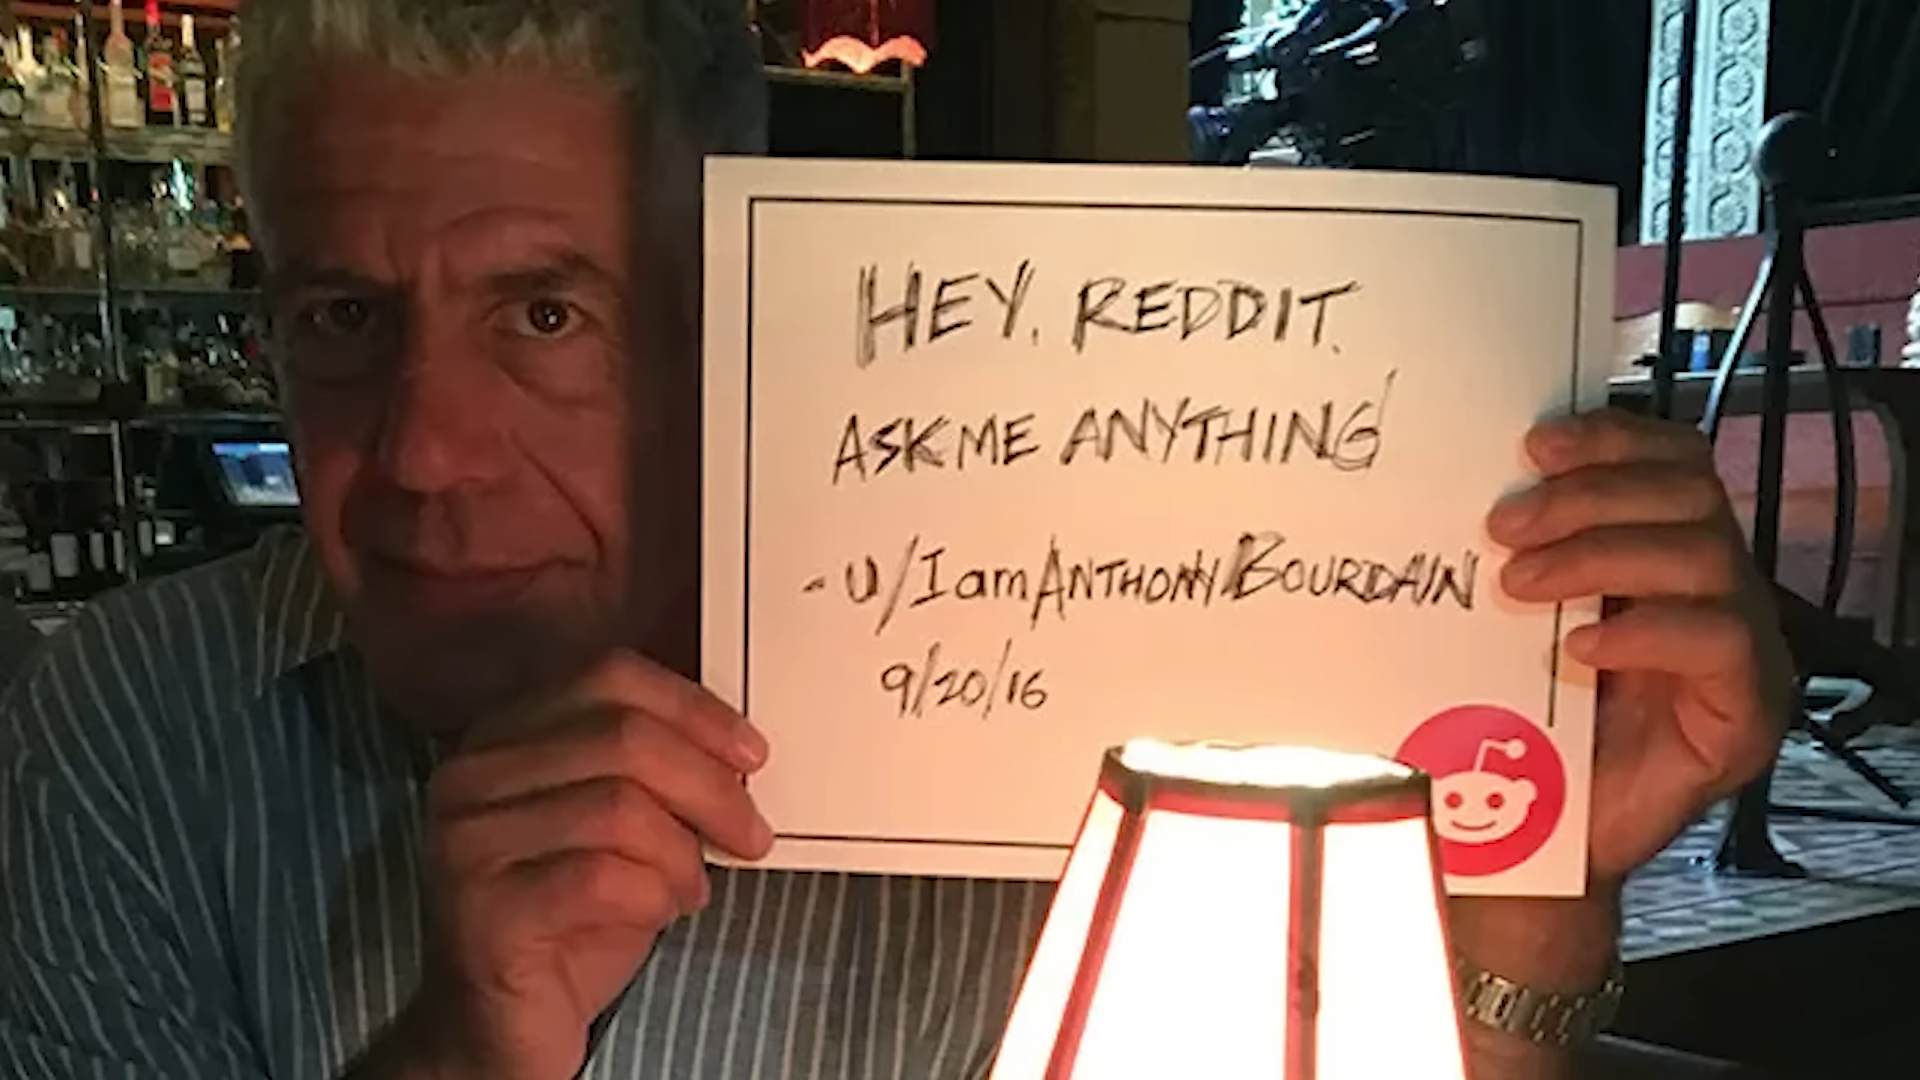 HEY, REDDIT.
ASK ME ANYTHING
- u/IamANTHONYBOURDAIN
9/20/16